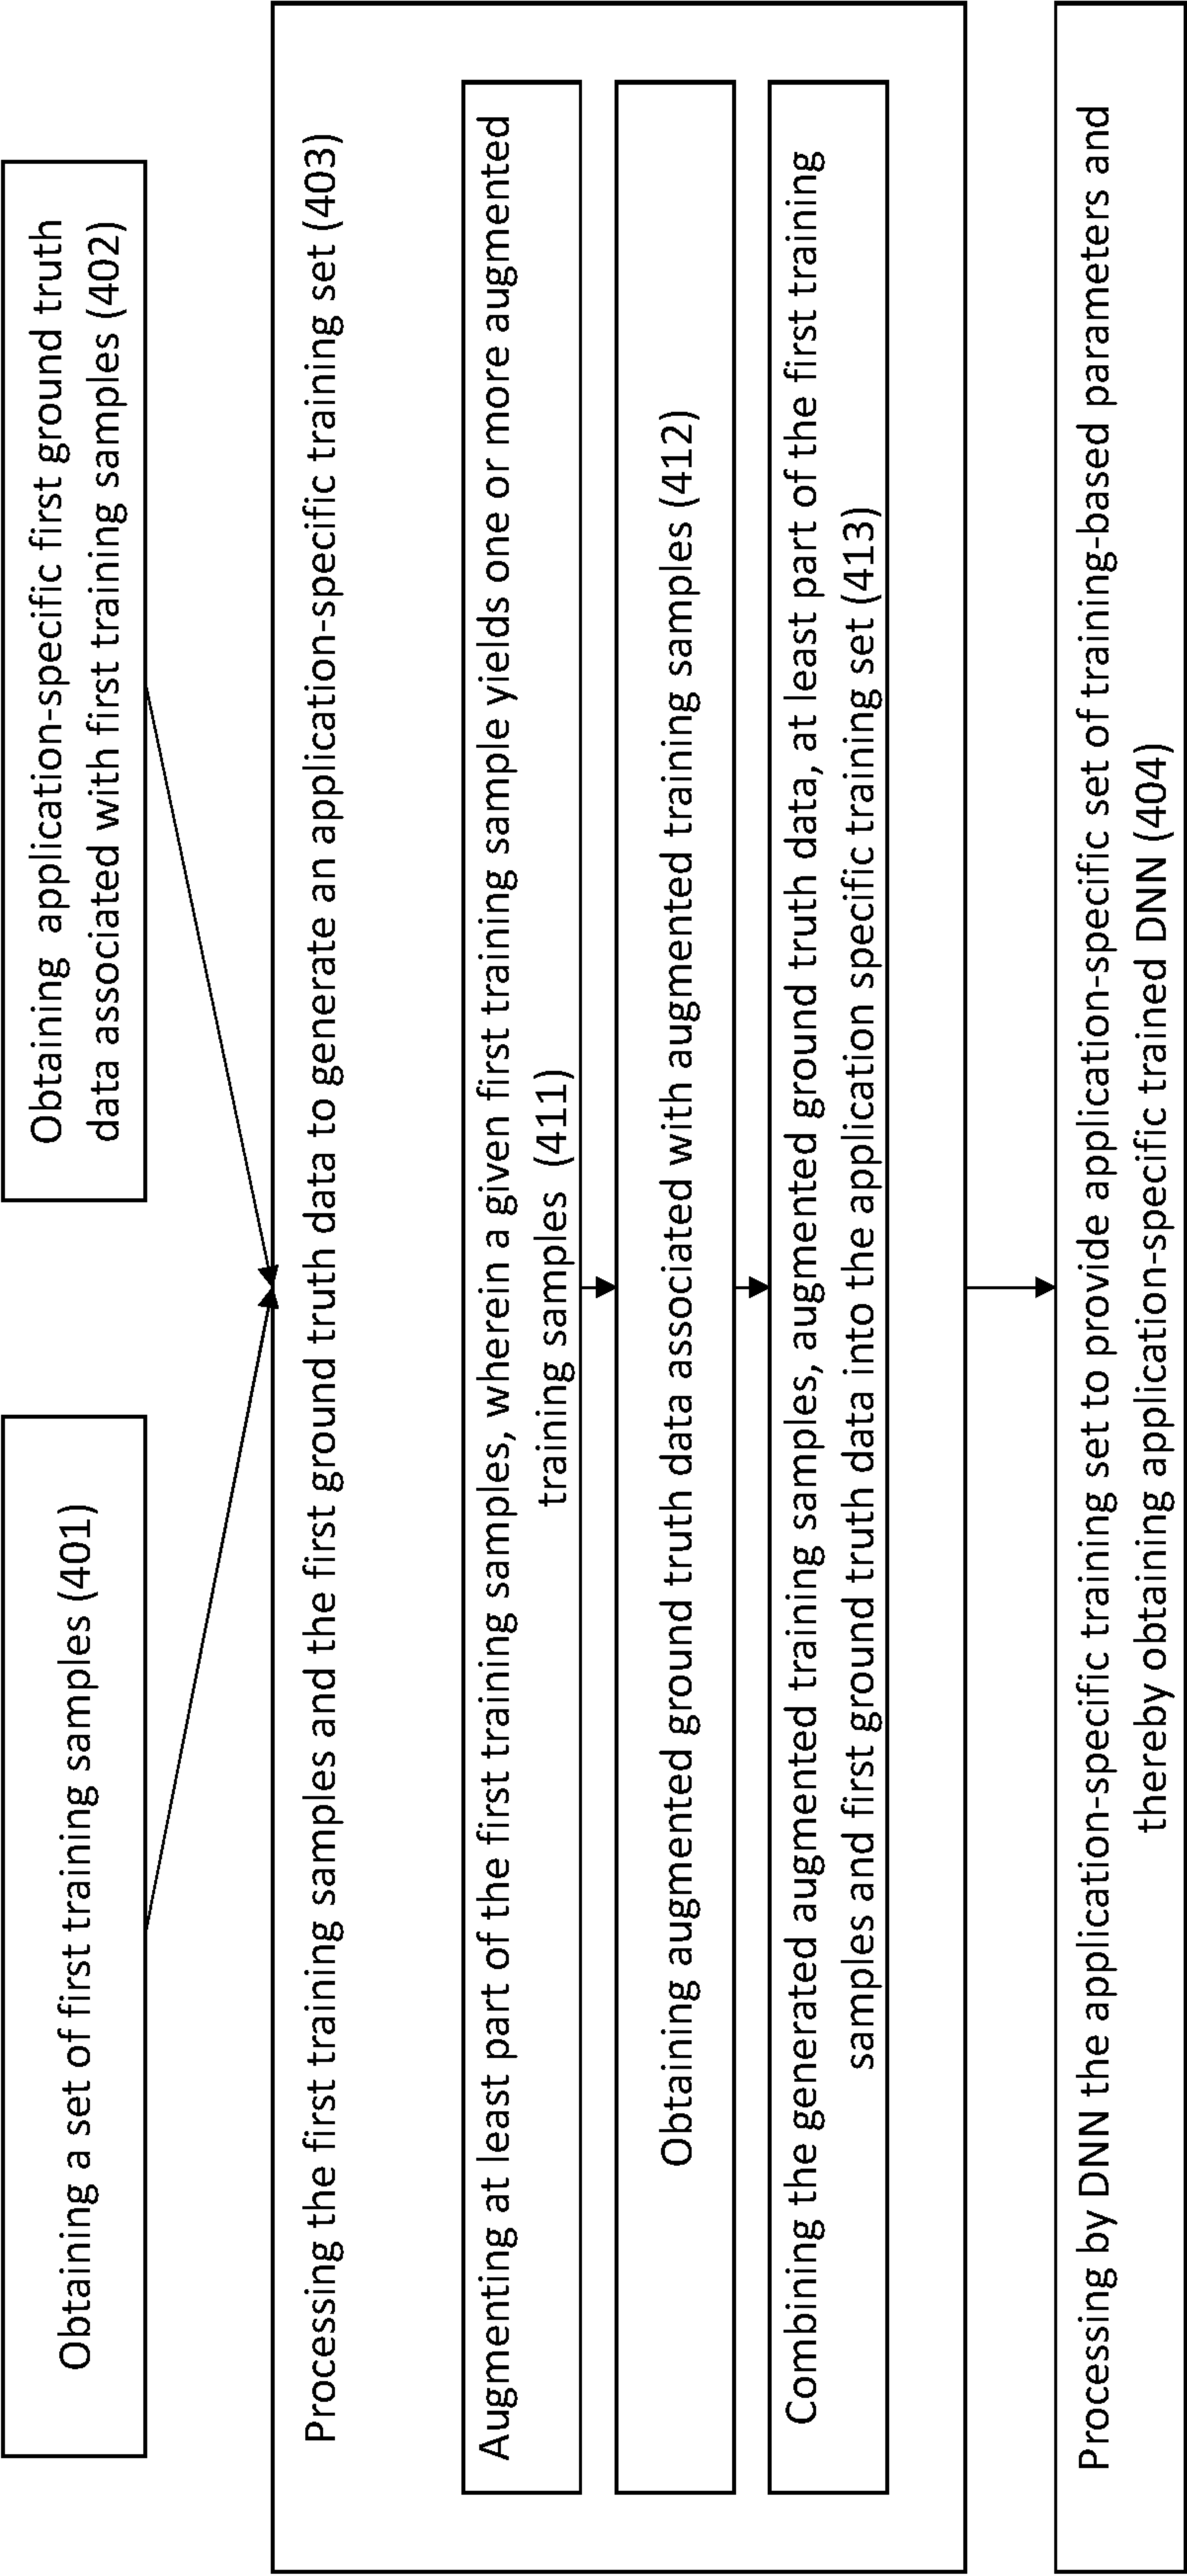 Obtaining a set of first training samples (401)
Obtaining application-specific first ground truth
data associated with first training samples (402)
Processing the first training samples and the first ground truth data to generate an application-specific training set (403)
Augmenting at least part of the first training samples, wherein a given first training sample yields one or more augmented
training samples (411)
Obtaining augmented ground truth data associated with augmented training samples (412)
Combining the generated augmented training samples, augmented ground truth data, at least part of the first training
samples and first ground truth data into the application specific training set (413)
Processing by DNN the application-specific training set to provide application-specific set of training-based parameters and
thereby obtaining application-specific trained DNN (404)